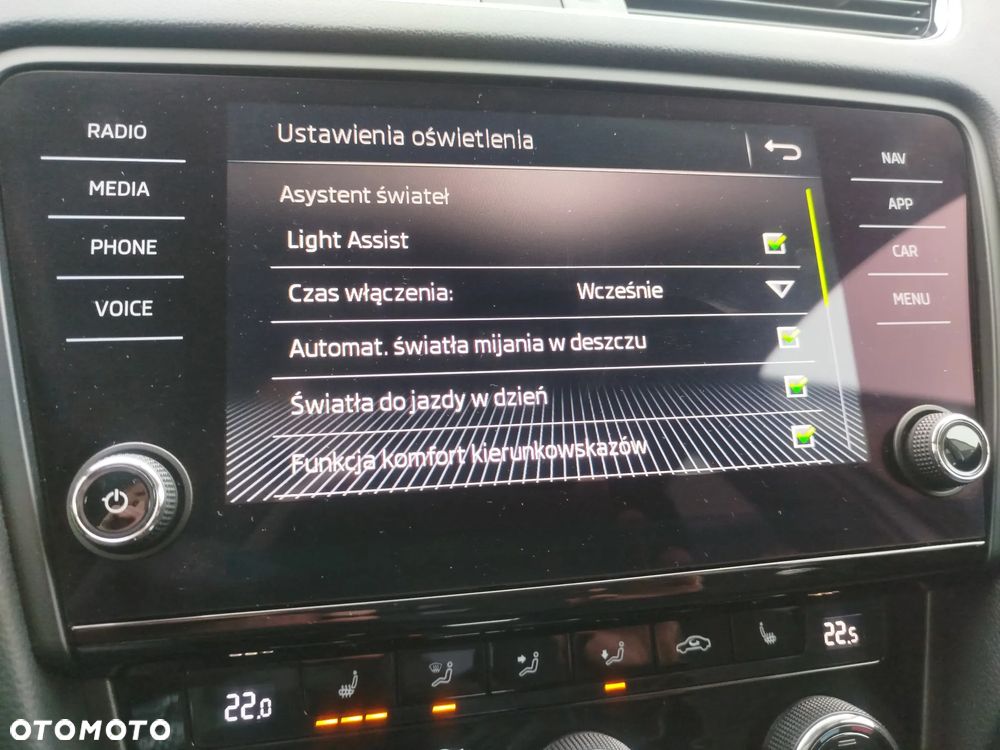 RADIO
MEDIA
PHONE
VOICE
Ustawienia oświetlenia
Asystent świateł
Light Assist
Czas włączenia: Wcześnie
Automat. światła mijania w deszczu
Światła do jazdy w dzień
Funkcja komfort kierunkowskazów
NAV
APP
CAR
MENU
22.0
22.5
OTOMOTO